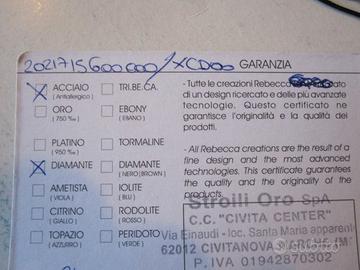 2021715600000/XCD00
GARANZIA
ACCIAIO
(Antiallergico)
TRI.BE.CA.
ORO
(750 ‰)
EBONY
(EBANO)
PLATINO
(950 ‰)
TORMALINE
DIAMANTE
DIAMANTE
(NERO/BROWN)
AMETISTA
(VIOLA)
IOLITE
(BLU)
CITRINO
(GIALLO)
RODOLITE
(ROSSO)
TOPAZIO
(AZZURRO)
PERIDOTO
(VERDE)
- Tutte le creazioni Rebecca
di un design ricercato e delle più avanzate
tecnologie. Questo certificato ne
garantisce l'originalità e la qualità dei
prodotti.
- All Rebecca creations are the result of a
fine design and the most advanced
technologies. This certificate guarantees
the quality and the originality of the
products.
Stroili Oro SpA
C.C. "CIVITA CENTER"
Via Einaudi - loc. Santa Maria apparente
62012 CIVITANOVA
P. IVA 01942870302